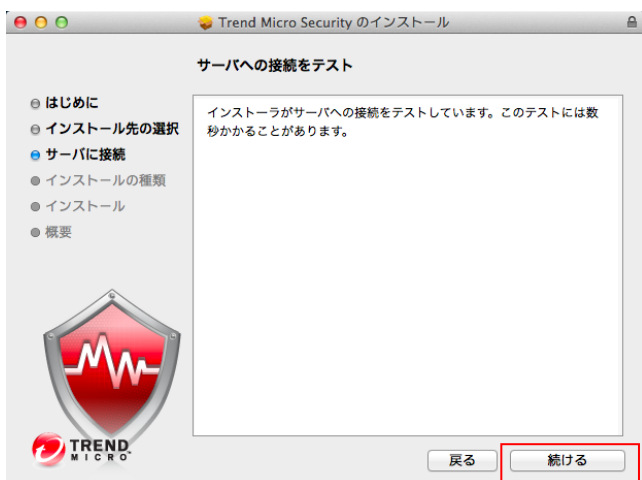 Trend Micro Security のインストール
サーバへの接続をテスト
はじめに
インストール先の選択
サーバに接続
インストールの種類
インストール
概要
インストーラがサーバへの接続をテストしています。このテストには数
秒かかることがあります。
TREND
MICRO
戻る
続ける